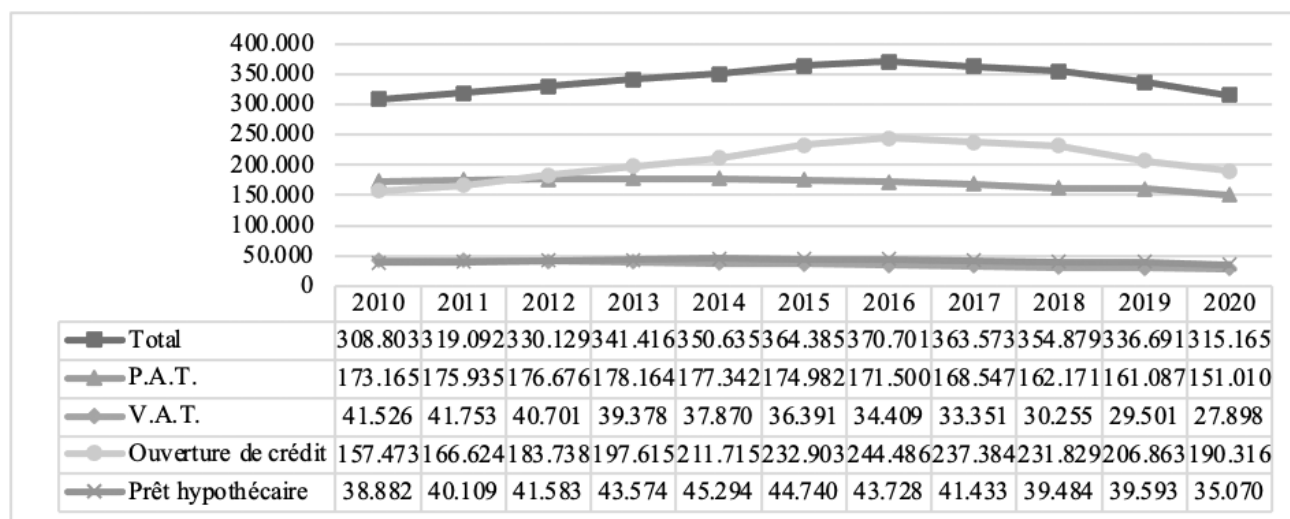 400.000
350.000
300.000
250.000
200.000
150.000
100.000
50.000
0
2010 2011 2012 2013 2014 2015 2016 2017 2018 2019 2020
Total 308.803 319.092 330.129 341.416 350.635 364.385 370.701 363.573 354.879 336.691 315.165
P.A.T. 173.165 175.935 176.676 178.164 177.342 174.982 171.500 168.547 162.171 161.087 151.010
V.A.T. 41.526 41.753 40.701 39.378 37.870 36.391 34.409 33.351 30.255 29.501 27.898
Ouverture de crédit 157.473 166.624 183.738 197.615 211.715 232.903 244.486 237.384 231.829 206.863 190.316
Prêt hypothécaire 38.882 40.109 41.583 43.574 45.294 44.740 43.728 41.433 39.484 39.593 35.070